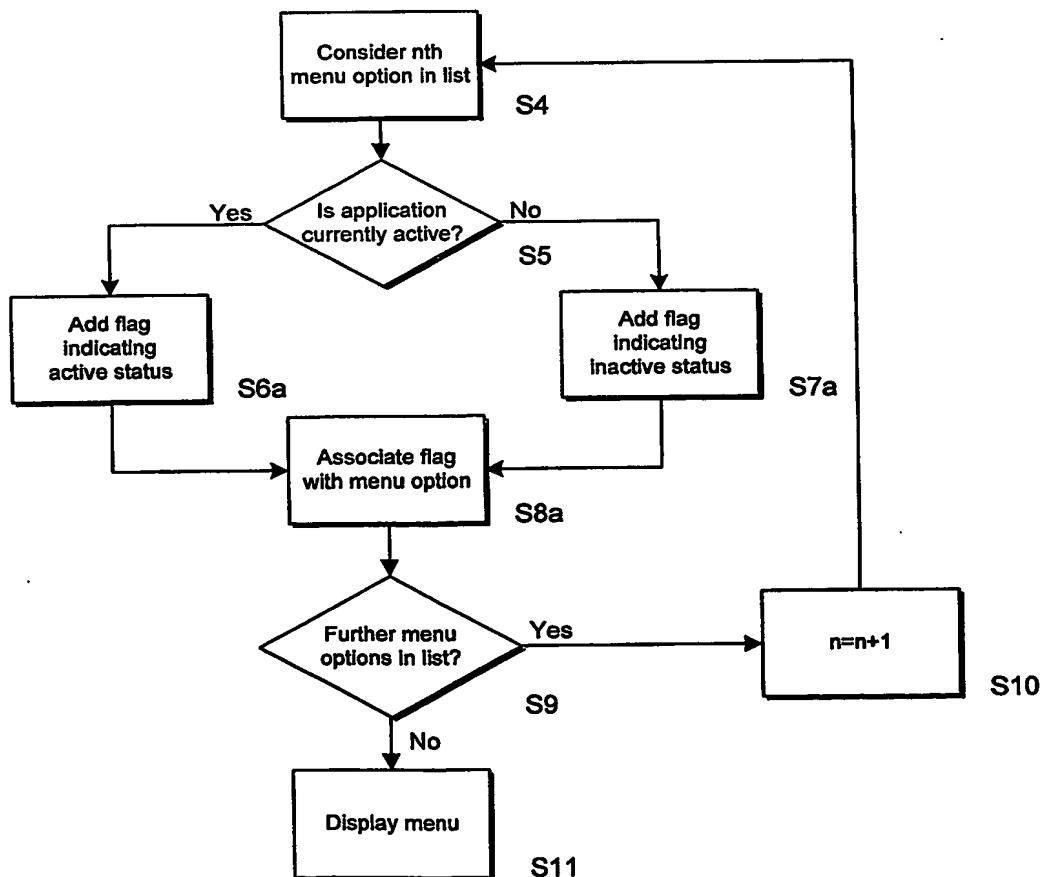 Consider nth
menu option in list
S4
Is application
currently active?
Yes
No
S5
Add flag
indicating
active status
S6a
Add flag
indicating
inactive status
S7a
Associate flag
with menu option
S8a
Further menu
options in list?
Yes
S9
n=n+1
S10
No
Display menu
S11